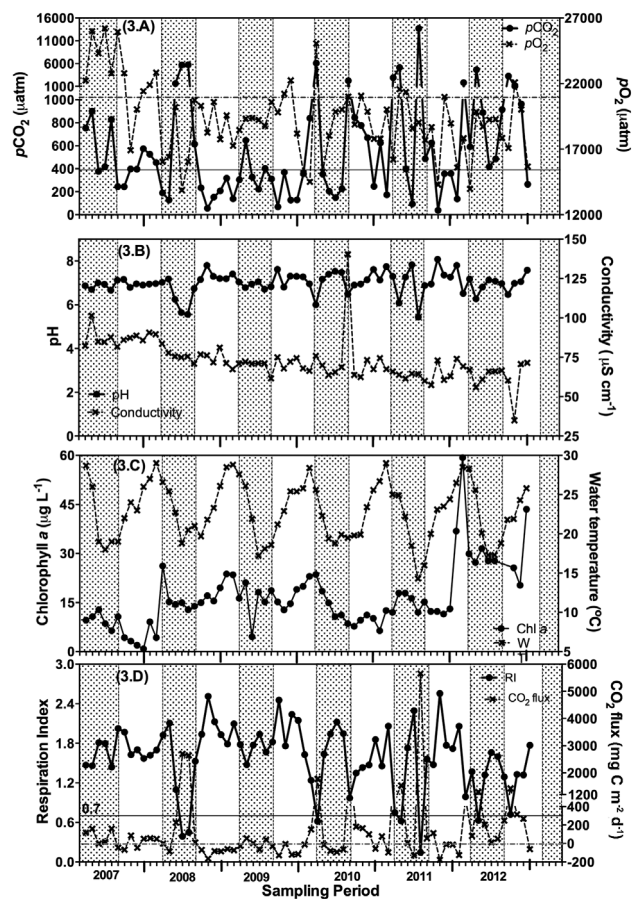 (3.A)
pCO2
pO2
16000
11000
6000
1000
1000
800
600
400
200
0
pCO2 (µatm)
27000
22000
17000
12000
pO2 (µatm)
(3.B)
8
6
4
2
0
pH
150
125
100
75
50
25
Conductivity (µS cm-1)
pH
Conductivity
(3.C)
60
45
30
15
0
Chlorophyll a (µg L-1)
30
25
20
15
10
5
Water temperature (ºC)
Chl a
W
(3.D)
RI
CO2 flux
3.0
2.4
1.8
1.2
0.6
0.0
0.7
Respiration Index
6000
5000
4000
3000
2000
1000
400
200
0
-200
CO2 flux (mg C m-2 d-1)
2007 2008 2009 2010 2011 2012
Sampling Period